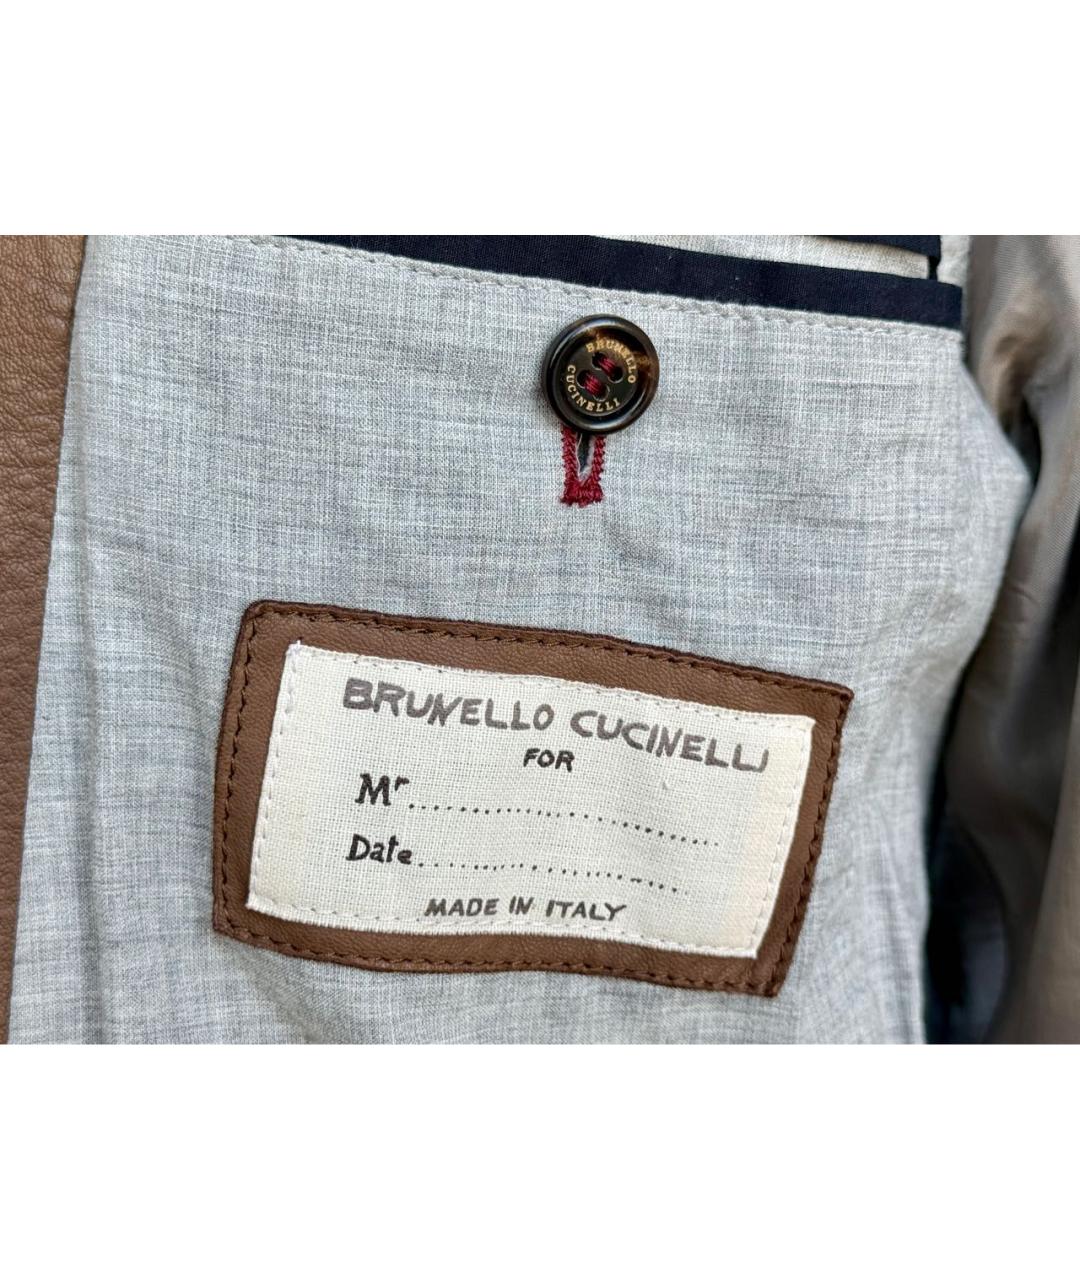 BRUNELLO
CUCINELLI
BRUNELLO CUCINELLI
FOR
Mr.............................
Date.............................
MADE IN ITALY